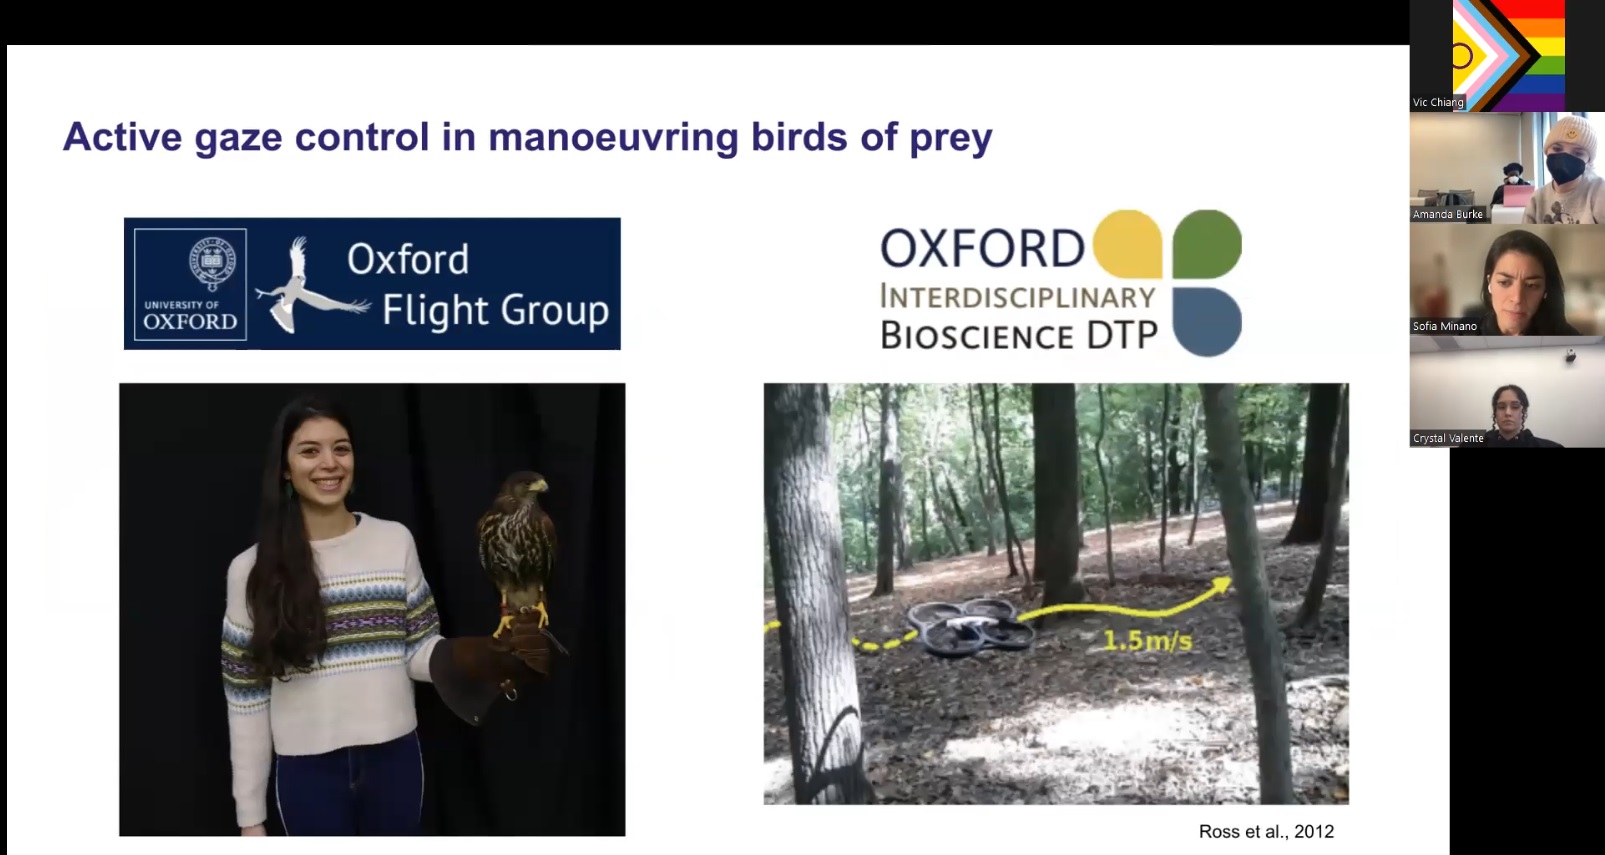 Active gaze control in manoeuvring birds of prey
UNIVERSITY OF
OXFORD
Oxford
Flight Group
OXFORD
INTERDISCIPLINARY
BIOSCIENCE DTP
1.5m/s
Ross et al., 2012
Vic Chiang
Amanda Burke
Sofia Minano
Crystal Valente